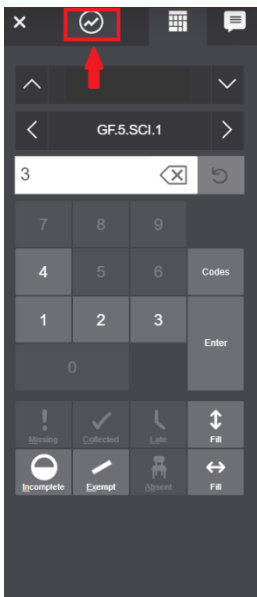 GF.5.SCI.1
3
7 8 9
4 5 6 Codes
1 2 3
Enter
0
Missing Collected Late Fill
Incomplete Exempt Absent Fill